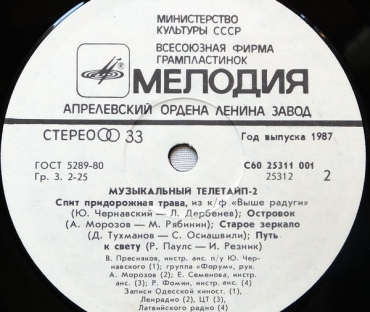 МИНИСТЕРСТВО
КУЛЬТУРЫ СССР
ВСЕСОЮЗНАЯ ФИРМА
ГРАМПЛАСТИНОК
МЕЛОДИЯ
АПРЕЛЕВСКИЙ ОРДЕНА ЛЕНИНА ЗАВОД
СТЕРЕО 33
Год выпуска 1987
ГОСТ 5289-80
С60 25311 001
Гр. 3. 2-25
25312 2
МУЗЫКАЛЬНЫЙ ТЕЛЕТАЙП-2
Спит придорожная трава, из к/ф «Выше радуги»
(Ю. Чернавский — Л. Дербенев); Островок
(А. Морозов — М. Рябинин); Старое зеркало
(Д. Тухманов — С. Осиашвили); Путь
к свету (Р. Паулс — И. Резник)
В. Пресняков, инстр. анс. п/у Ю. Чер-
навского (1); группа «Форум», рук.
А. Морозов (2); Е. Семенова, инстр.
анс. (3); Р. Фомин, инстр. анс. (4)
Записи Одесской киност. (1),
Ленрадио (2), ЦТ (3),
Латвийского радио (4)